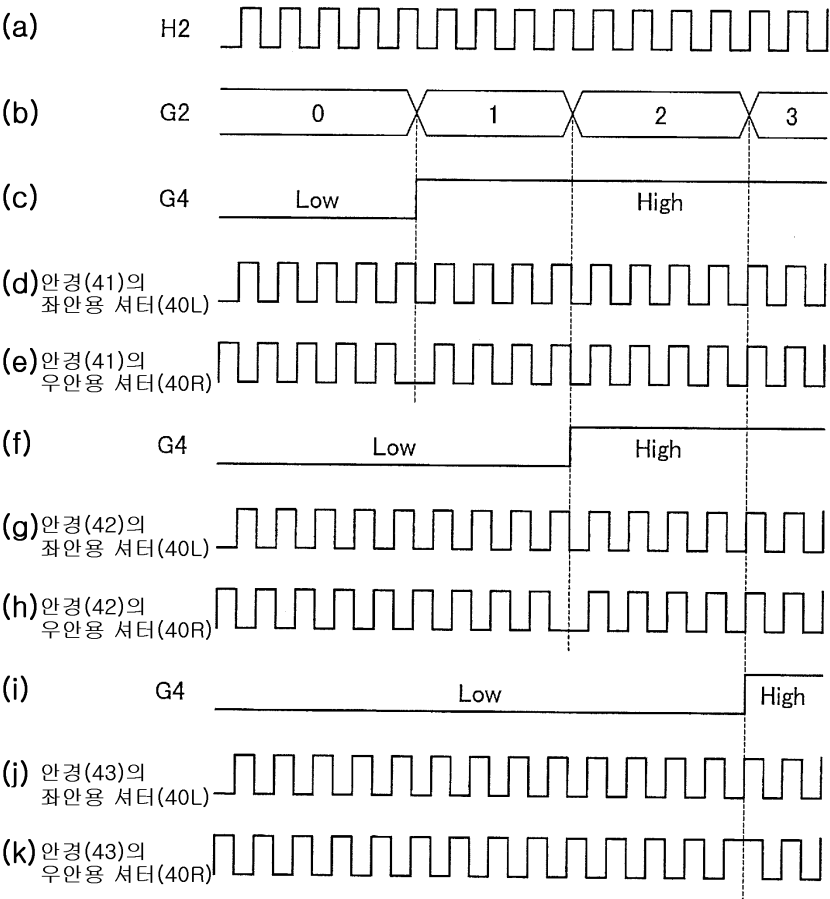 (a) H2
(b) G2 0 1 2 3
(c) G4 Low High
(d) 안경(41)의
좌안용 셔터(40L)
(e) 안경(41)의
우안용 셔터(40R)
(f) G4 Low High
(g) 안경(42)의
좌안용 셔터(40L)
(h) 안경(42)의
우안용 셔터(40R)
(i) G4 Low High
(j) 안경(43)의
좌안용 셔터(40L)
(k) 안경(43)의
우안용 셔터(40R)